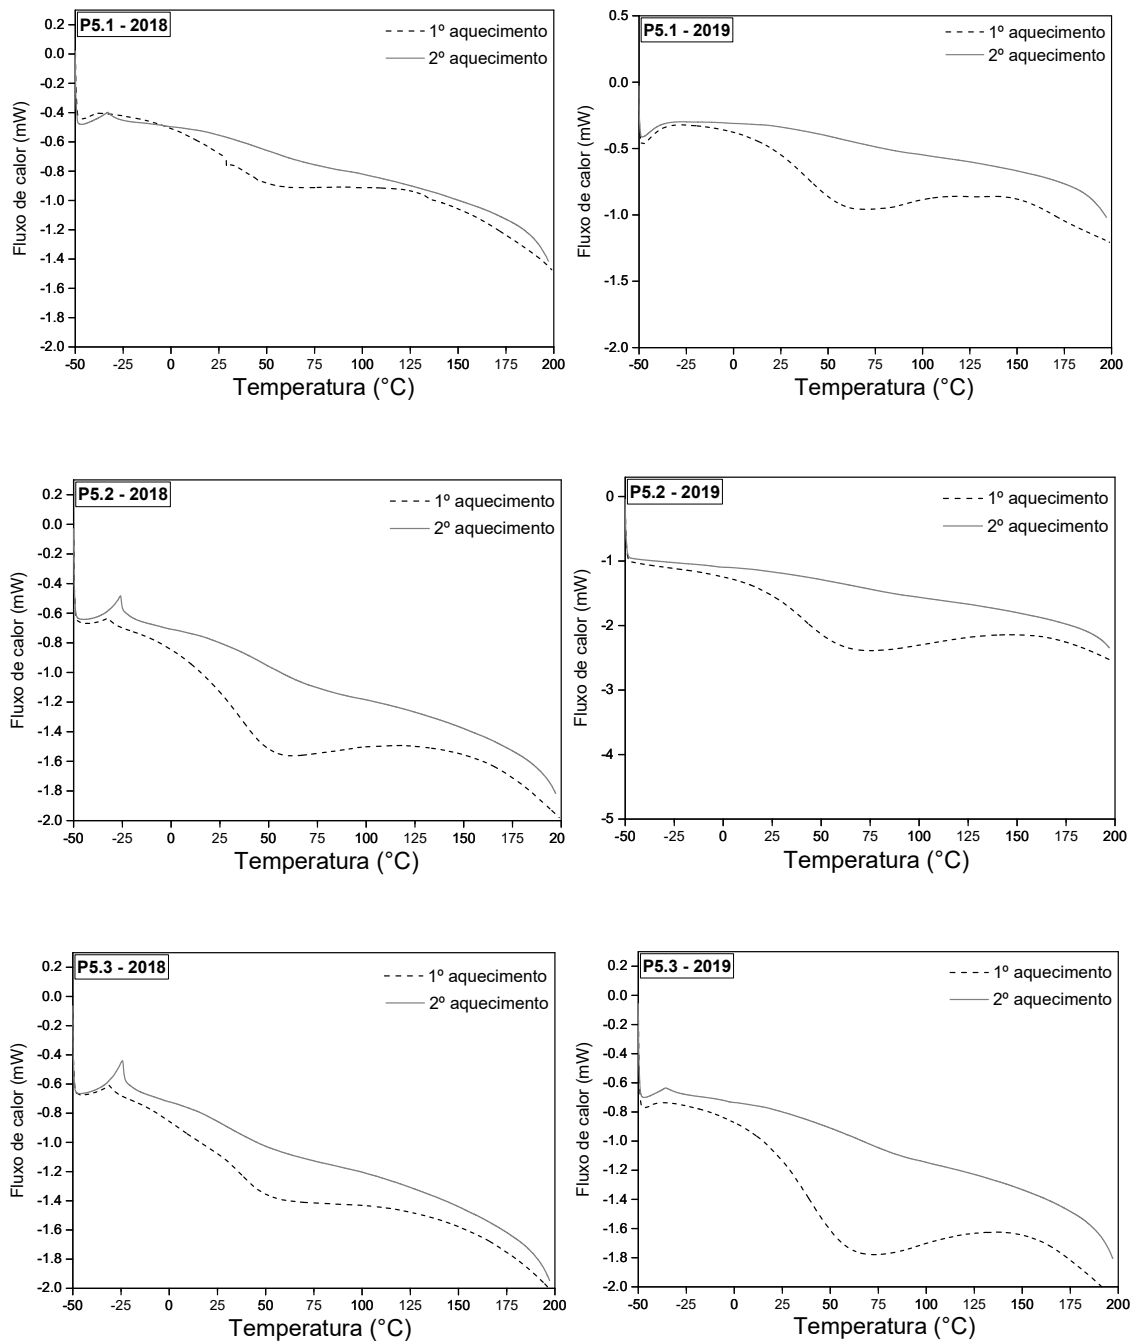 P5.1 - 2018
1º aquecimento
2º aquecimento
0.2
0.0
-0.2
-0.4
-0.6
-0.8
-1.0
-1.2
-1.4
-1.6
-1.8
-2.0
Fluxo de calor (mW)
-50 -25 0 25 50 75 100 125 150 175 200
Temperatura (°C)
P5.1 - 2019
1º aquecimento
2º aquecimento
0.5
0.0
-0.5
-1.0
-1.5
-2.0
Fluxo de calor (mW)
-50 -25 0 25 50 75 100 125 150 175 200
Temperatura (°C)
P5.2 - 2018
1º aquecimento
2º aquecimento
0.2
0.0
-0.2
-0.4
-0.6
-0.8
-1.0
-1.2
-1.4
-1.6
-1.8
-2.0
Fluxo de calor (mW)
-50 -25 0 25 50 75 100 125 150 175 200
Temperatura (°C)
P5.2 - 2019
1º aquecimento
2º aquecimento
0
-1
-2
-3
-4
-5
Fluxo de calor (mW)
-50 -25 0 25 50 75 100 125 150 175 200
Temperatura (°C)
P5.3 - 2018
1º aquecimento
2º aquecimento
0.2
0.0
-0.2
-0.4
-0.6
-0.8
-1.0
-1.2
-1.4
-1.6
-1.8
-2.0
Fluxo de calor (mW)
-50 -25 0 25 50 75 100 125 150 175 200
Temperatura (°C)
P5.3 - 2019
1º aquecimento
2º aquecimento
0.2
0.0
-0.2
-0.4
-0.6
-0.8
-1.0
-1.2
-1.4
-1.6
-1.8
-2.0
Fluxo de calor (mW)
-50 -25 0 25 50 75 100 125 150 175 200
Temperatura (°C)